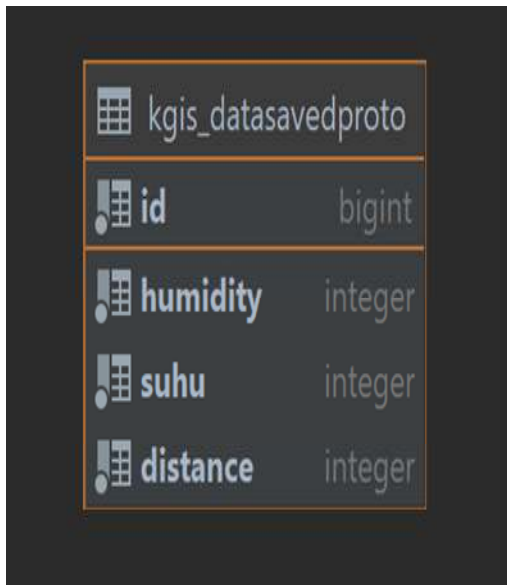 kgis_datasavedproto
id bigint
humidity integer
suhu integer
distance integer